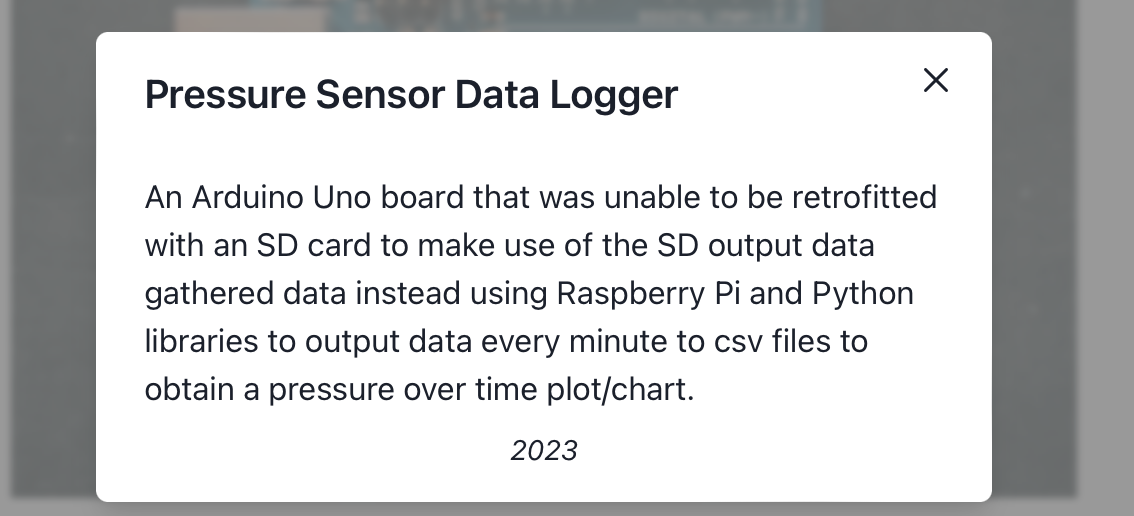 Pressure Sensor Data Logger
An Arduino Uno board that was unable to be retrofitted
with an SD card to make use of the SD output data
gathered data instead using Raspberry Pi and Python
libraries to output data every minute to csv files to
obtain a pressure over time plot/chart.
2023